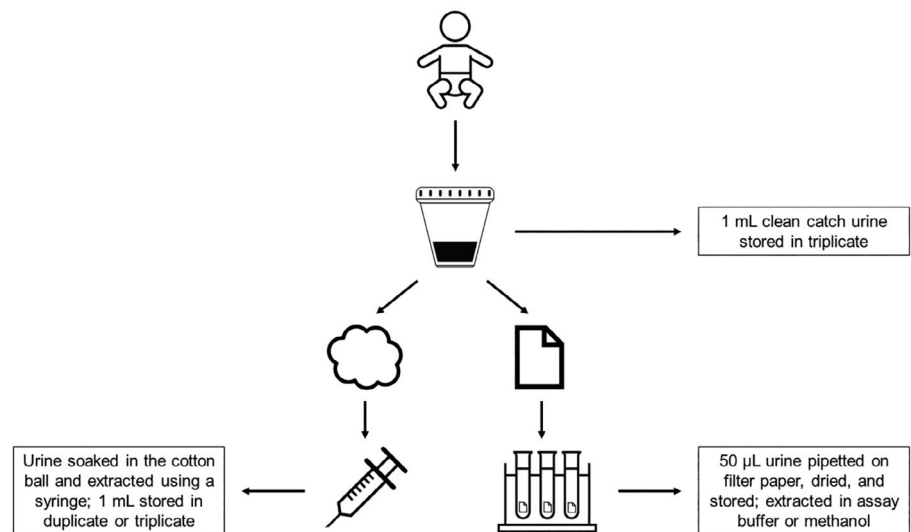 1 mL clean catch urine
stored in triplicate
Urine soaked in the cotton
ball and extracted using a
syringe; 1 mL stored in
duplicate or triplicate
50 µL urine pipetted on
filter paper, dried, and
stored; extracted in assay
buffer or methanol